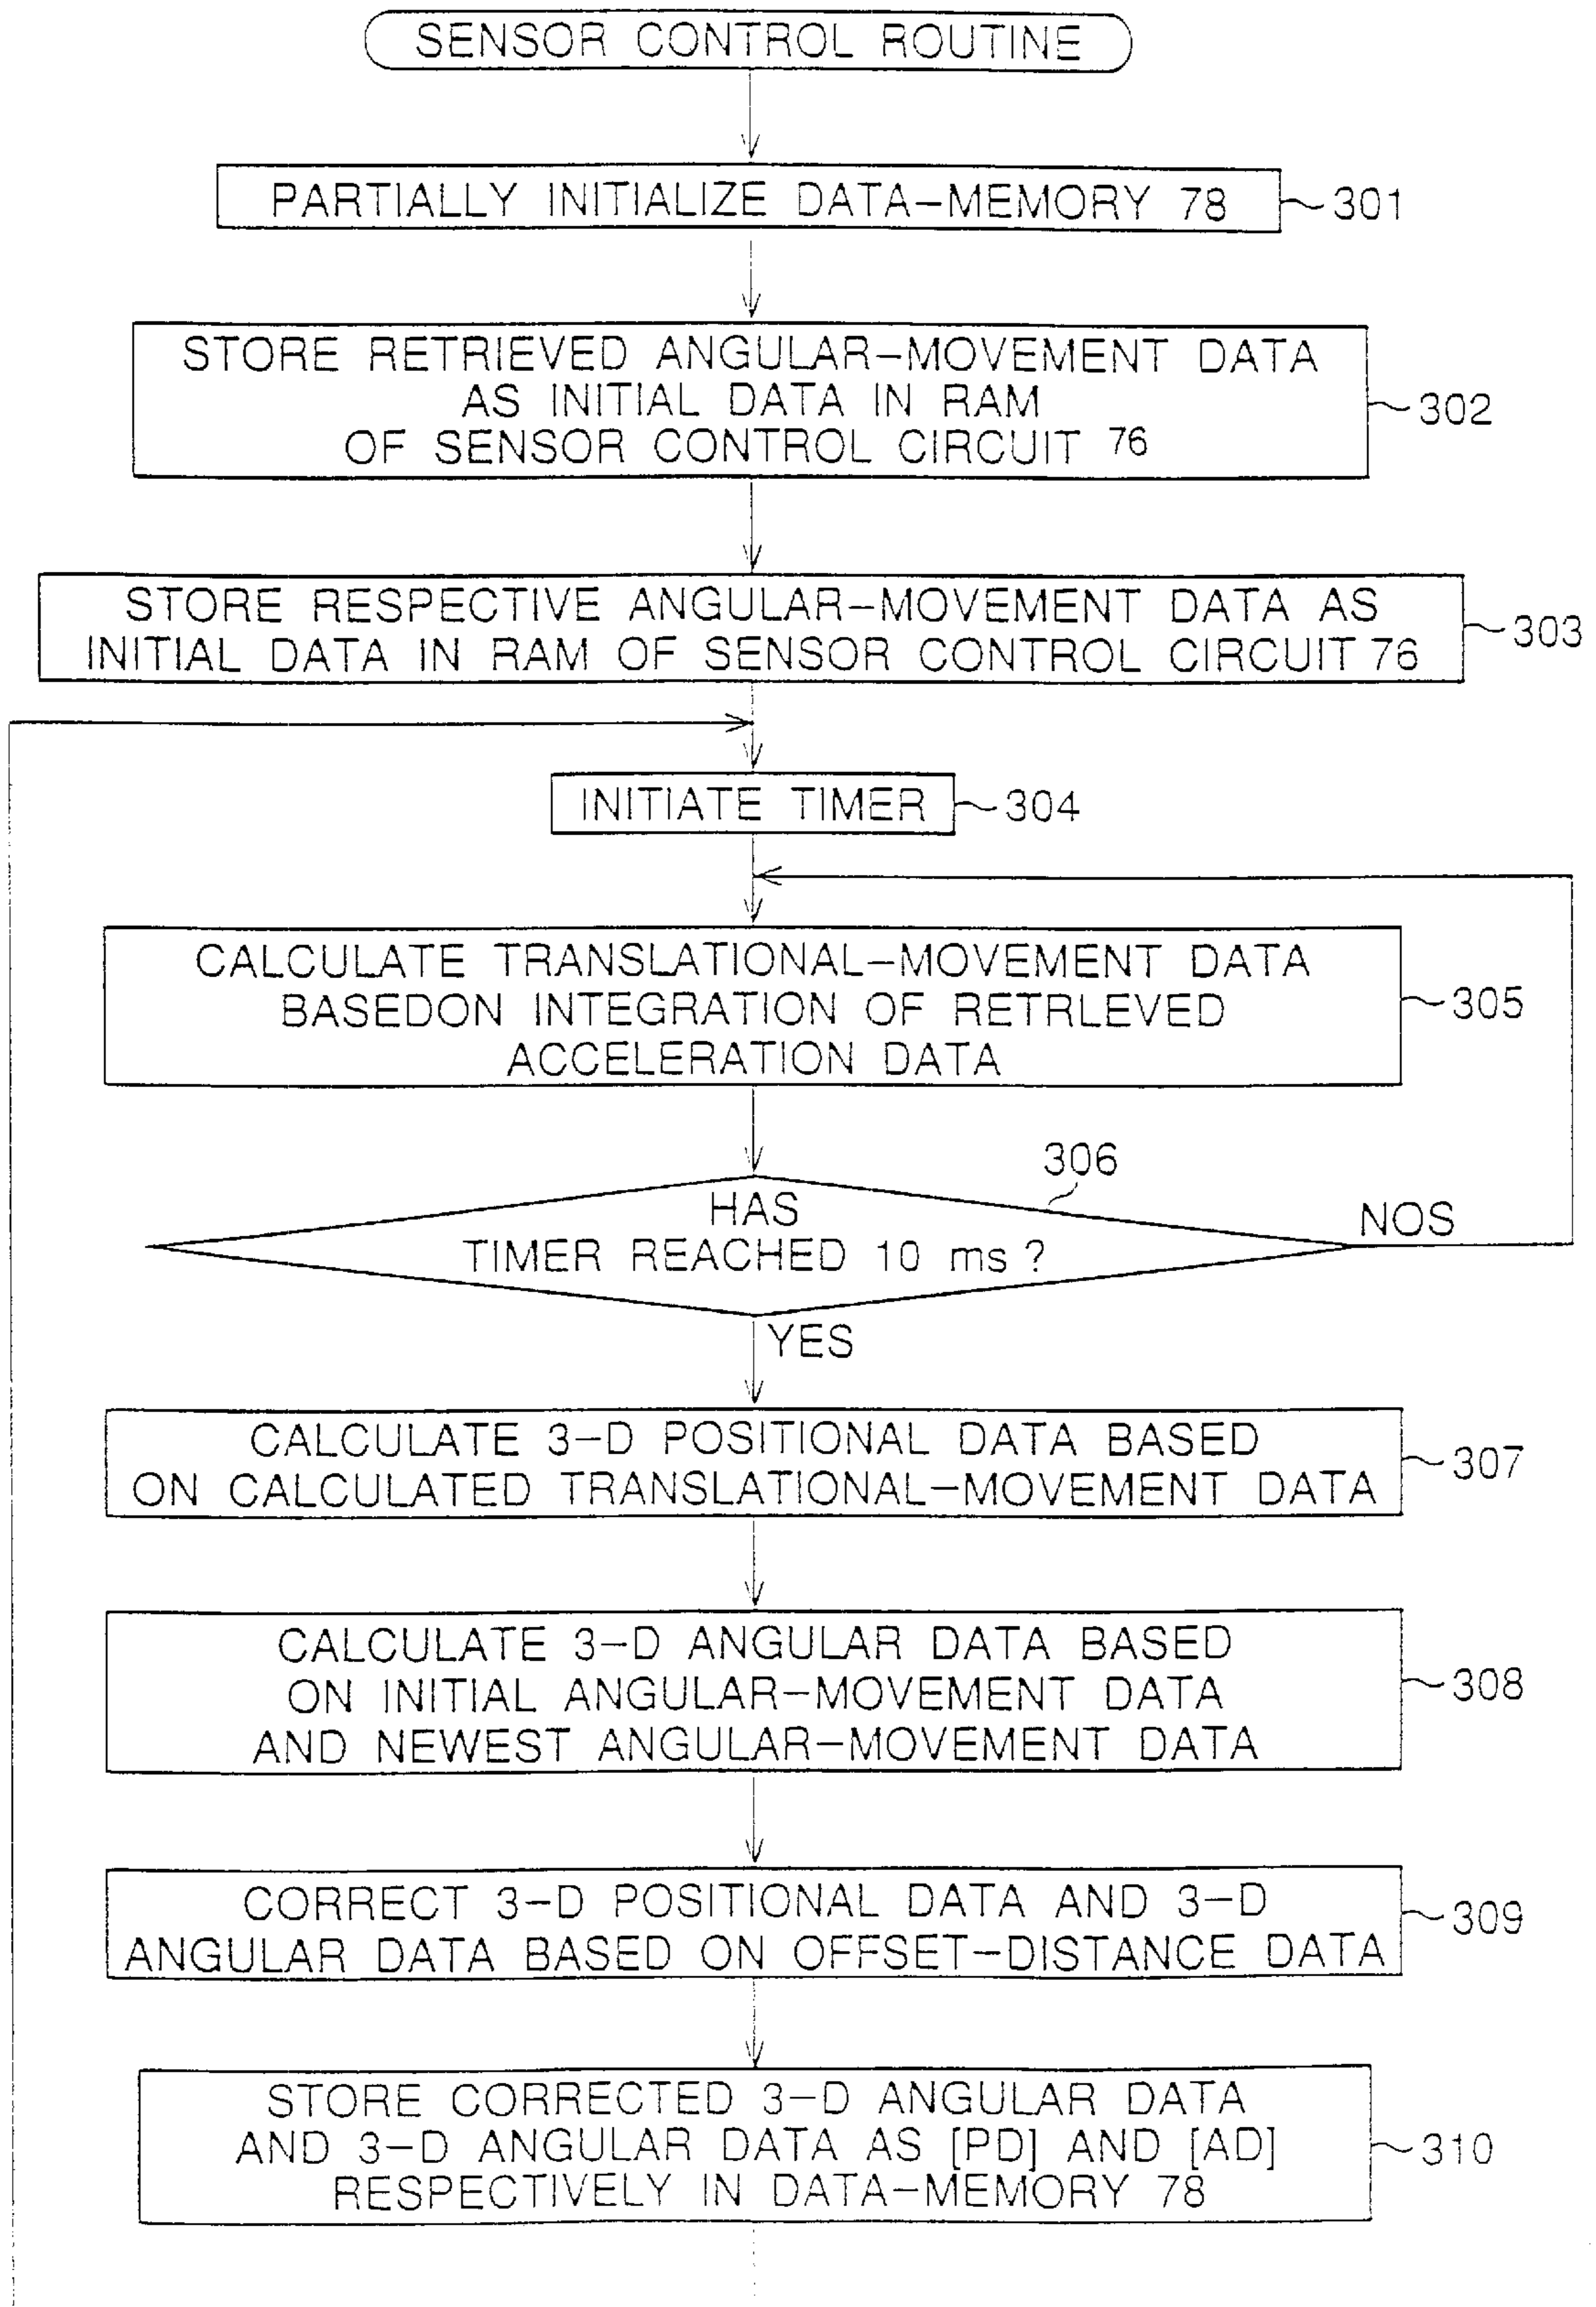 SENSOR CONTROL ROUTINE
PARTIALLY INITIALIZE DATA-MEMORY 78
301
STORE RETRIEVED ANGULAR-MOVEMENT DATA
AS INITIAL DATA IN RAM
OF SENSOR CONTROL CIRCUIT 76
302
STORE RESPECTIVE ANGULAR-MOVEMENT DATA AS
INITIAL DATA IN RAM OF SENSOR CONTROL CIRCUIT 76
303
INITIATE TIMER
304
CALCULATE TRANSLATIONAL-MOVEMENT DATA
BASEDON INTEGRATION OF RETRLEVED
ACCELERATION DATA
305
306
HAS
TIMER REACHED 10 ms ?
NOS
YES
CALCULATE 3-D POSITIONAL DATA BASED
ON CALCULATED TRANSLATIONAL-MOVEMENT DATA
307
CALCULATE 3-D ANGULAR DATA BASED
ON INITIAL ANGULAR-MOVEMENT DATA
AND NEWEST ANGULAR-MOVEMENT DATA
308
CORRECT 3-D POSITIONAL DATA AND 3-D
ANGULAR DATA BASED ON OFFSET-DISTANCE DATA
309
STORE CORRECTED 3-D ANGULAR DATA
AND 3-D ANGULAR DATA AS [PD] AND [AD]
RESPECTIVELY IN DATA-MEMORY 78
310